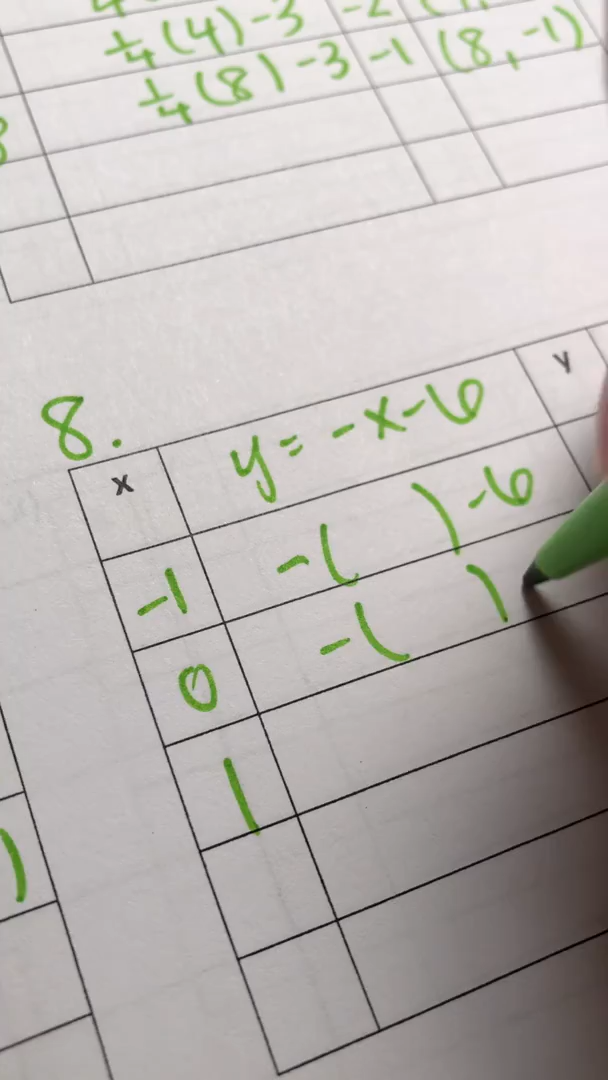 1/4 (4) -3 -2
1/4 (8) -3 -1 (8, -1)
8.
x y = -x-6 y
-1 -( ) -6
0 -( )
1
)